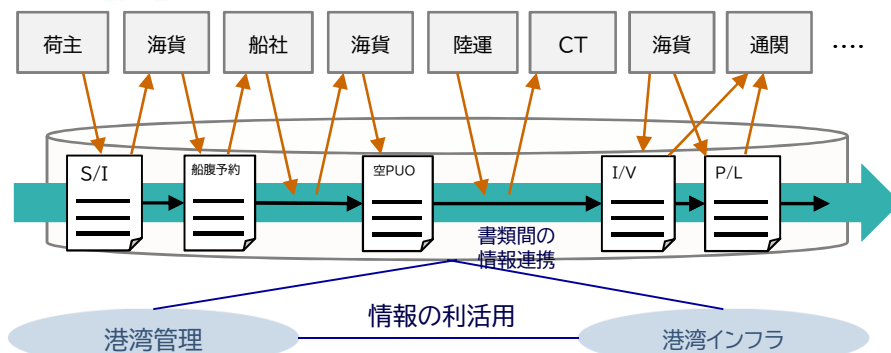 荷主 海貨 船社 海貨 陸運 CT 海貨 通関 ‥‥
S/I 船腹予約 空PUO I/V P/L
書類間の
情報連携
情報の利活用
港湾管理 港湾インフラ